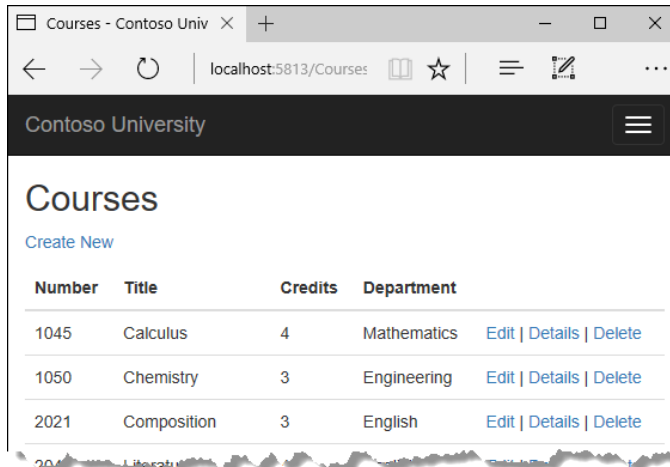 Courses - Contoso Univ
localhost:5813/Courses
Contoso University
Courses
Create New
Number Title Credits Department
1045 Calculus 4 Mathematics Edit | Details | Delete
1050 Chemistry 3 Engineering Edit | Details | Delete
2021 Composition 3 English Edit | Details | Delete